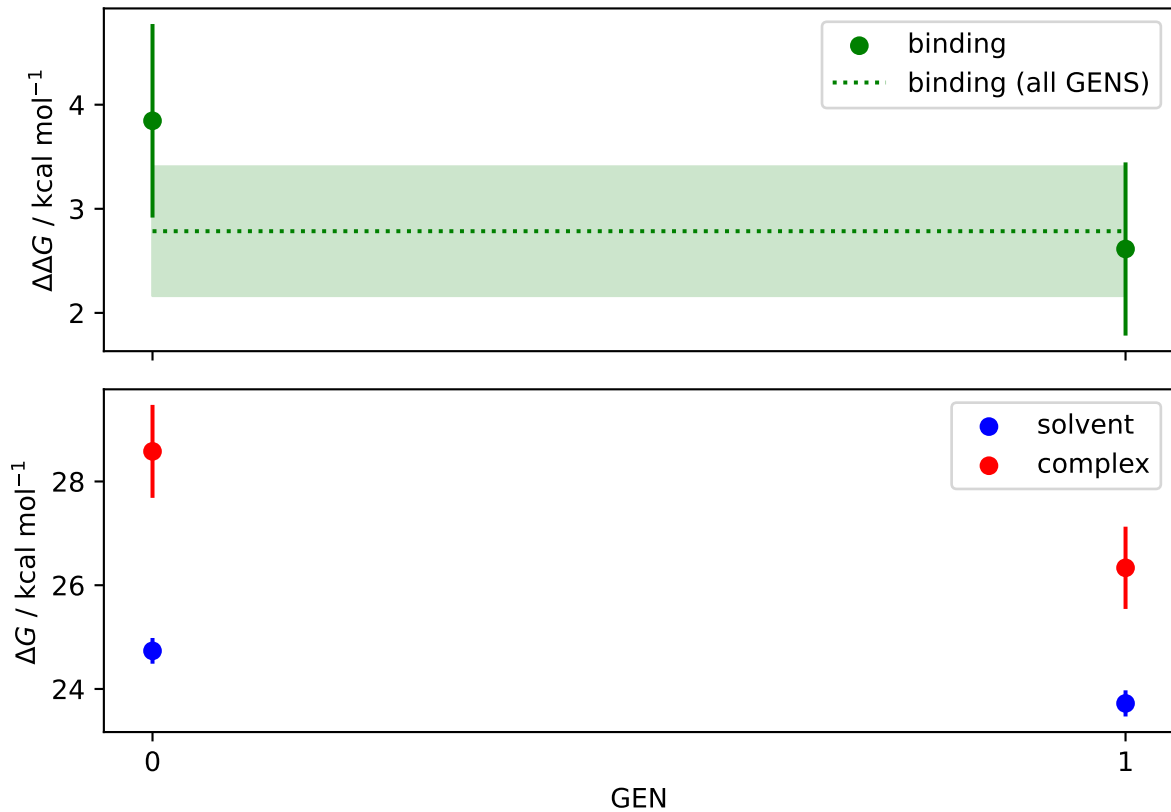 binding
binding (all GENS)
ΔΔG / kcal mol⁻¹
4
3
2
solvent
complex
ΔG / kcal mol⁻¹
28
26
24
0 1
GEN